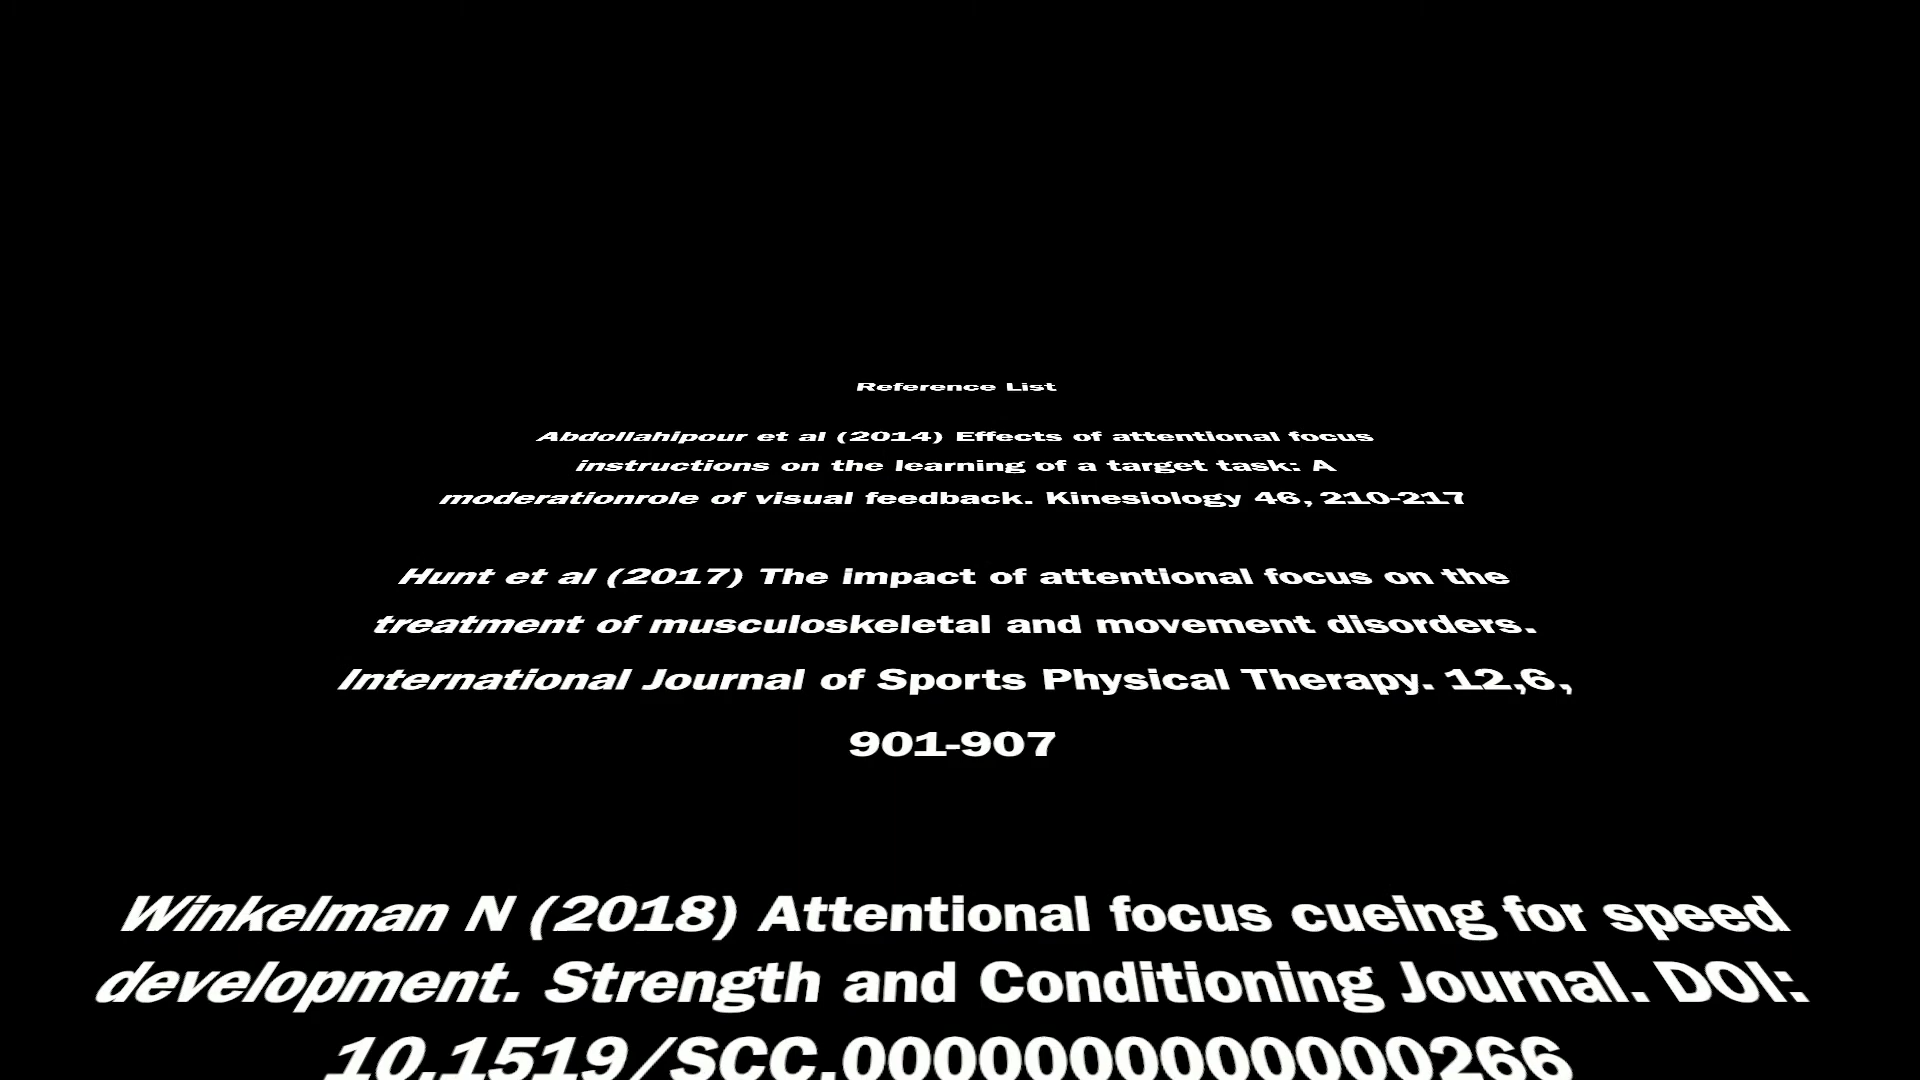 Reference List
Abdollahipour et al (2014) Effects of attentional focus
instructions on the learning of a target task: A
moderationrole of visual feedback. Kinesiology 46, 210-217
Hunt et al (2017) The impact of attentional focus on the
treatment of musculoskeletal and movement disorders.
International Journal of Sports Physical Therapy. 12,6,
901-907
Winkelman N (2018) Attentional focus cueing for speed
development. Strength and Conditioning Journal. DOI:
10.1519/SCC.0000000000000266